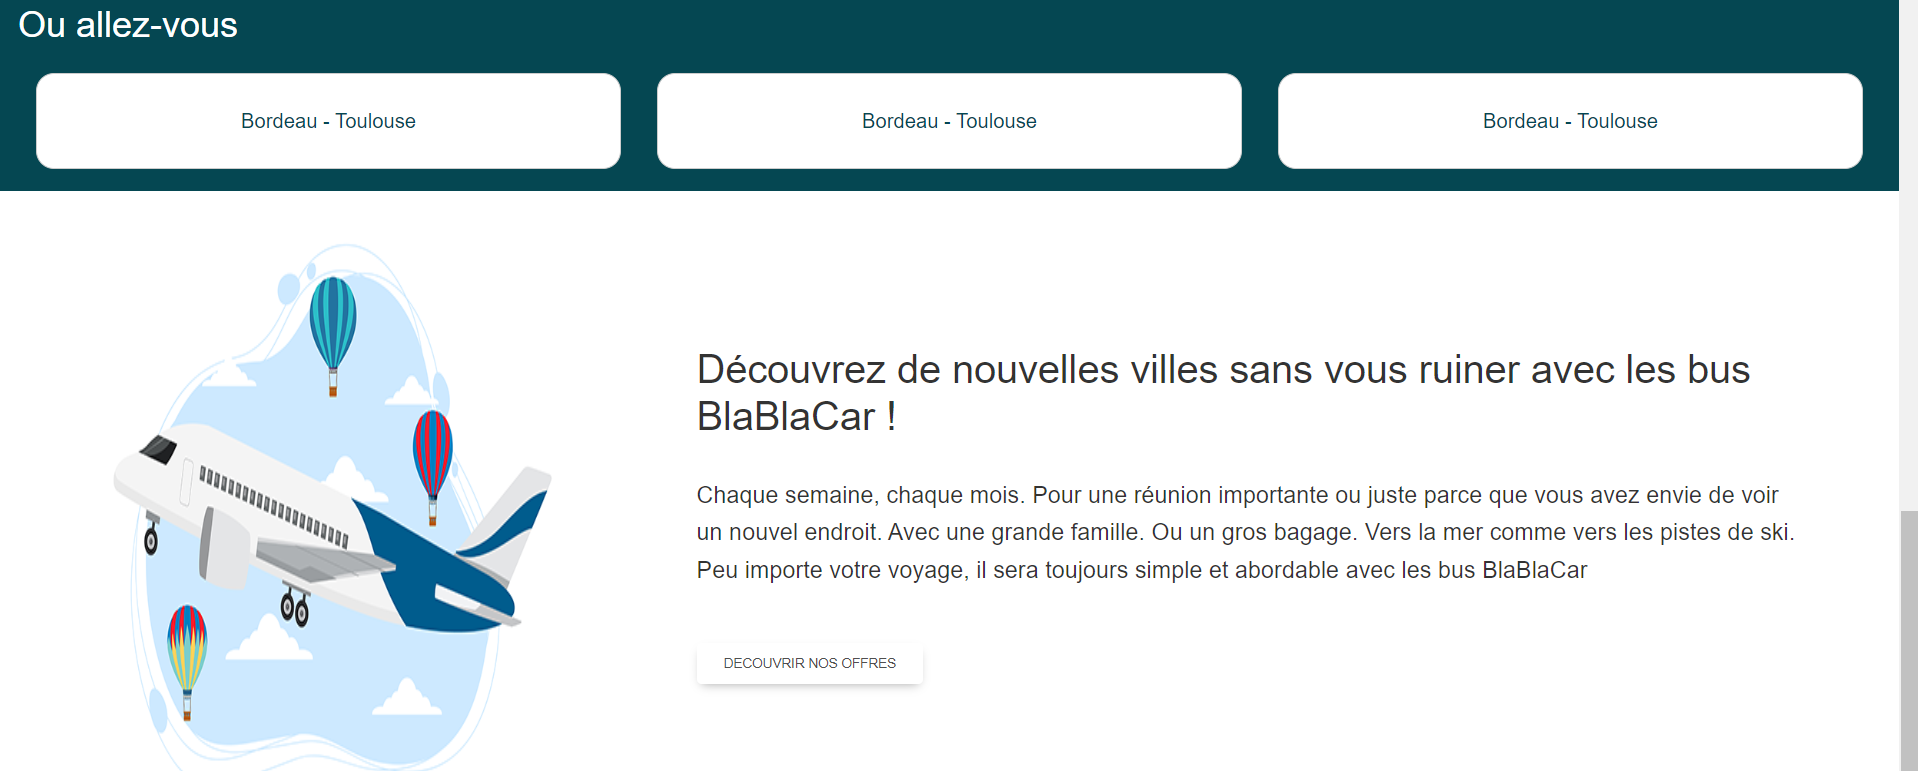 Ou allez-vous
Bordeau - Toulouse
Bordeau - Toulouse
Bordeau - Toulouse
Découvrez de nouvelles villes sans vous ruiner avec les bus
BlaBlaCar !
Chaque semaine, chaque mois. Pour une réunion importante ou juste parce que vous avez envie de voir
un nouvel endroit. Avec une grande famille. Ou un gros bagage. Vers la mer comme vers les pistes de ski.
Peu importe votre voyage, il sera toujours simple et abordable avec les bus BlaBlaCar
DECOUVRIR NOS OFFRES